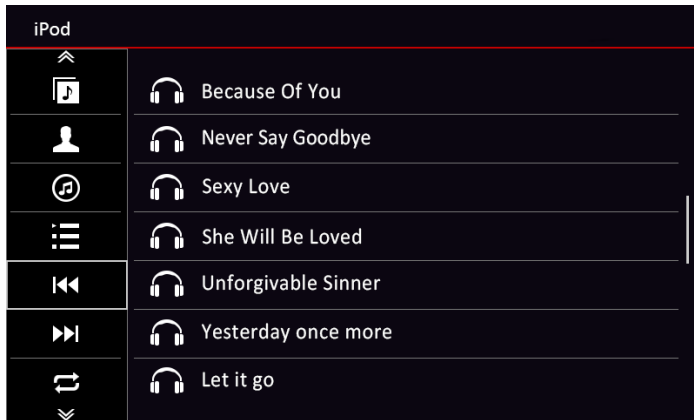 iPod
Because Of You
Never Say Goodbye
Sexy Love
She Will Be Loved
Unforgivable Sinner
Yesterday once more
Let it go